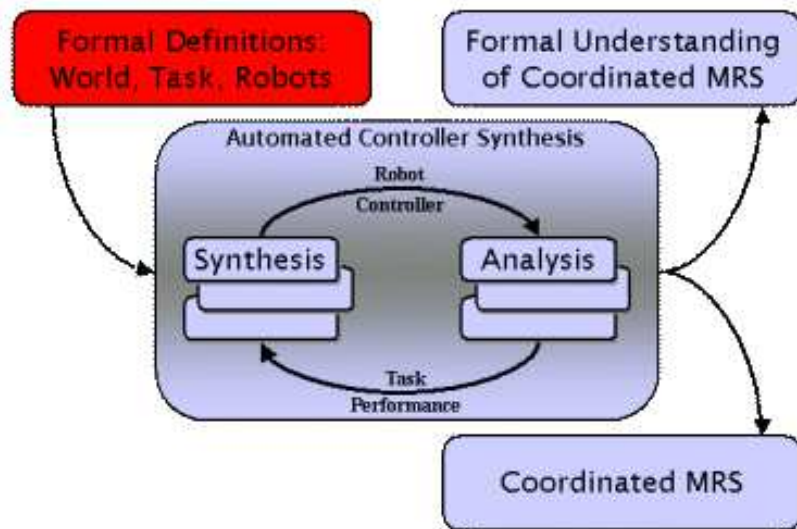 Formal Definitions:
World, Task, Robots
Formal Understanding
of Coordinated MRS
Automated Controller Synthesis
Robot
Controller
Synthesis
Analysis
Task
Performance
Coordinated MRS